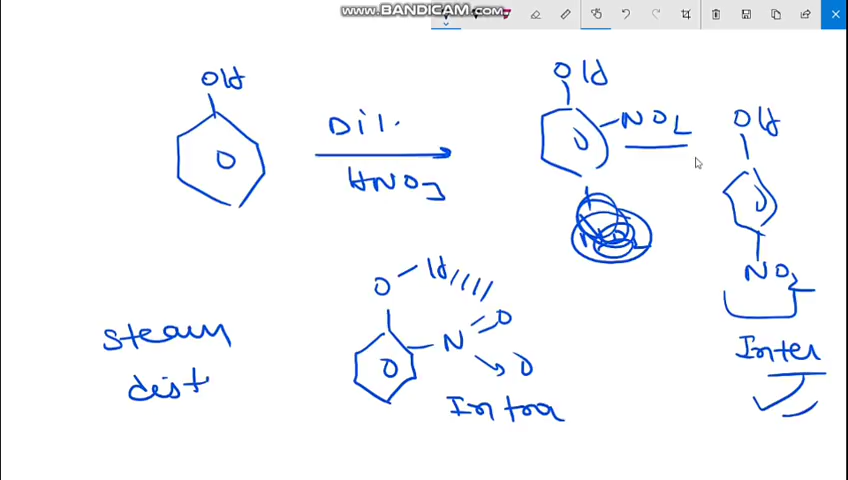 www.BANDICAM.com
OH
Dil.
HNO3
OH
NO2
OH
NO2
O-H
O
N
O
Intra
Inter
steam
dist